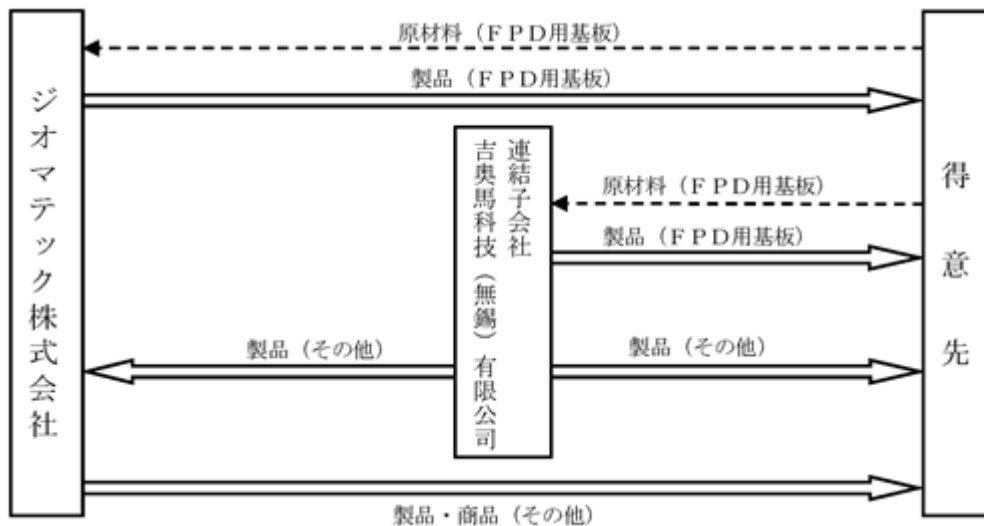 原材料（ＦＰＤ用基板）
製品（ＦＰＤ用基板）
ジオマテック株式会社
連結子会社
吉奥馬科技（無錫）有限公司
原材料（ＦＰＤ用基板）
製品（ＦＰＤ用基板）
製品（その他）
製品（その他）
得意先
製品・商品（その他）